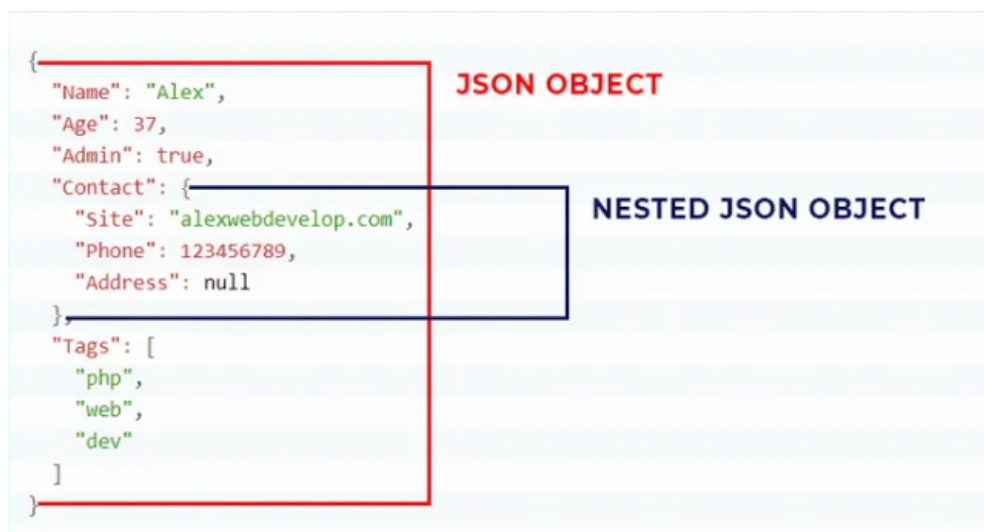 {
"Name": "Alex",
"Age": 37,
"Admin": true,
"Contact": {
"Site": "alexwebdevelop.com",
"Phone": 123456789,
"Address": null
},
"Tags": [
"php",
"web",
"dev"
]
}
JSON OBJECT
NESTED JSON OBJECT